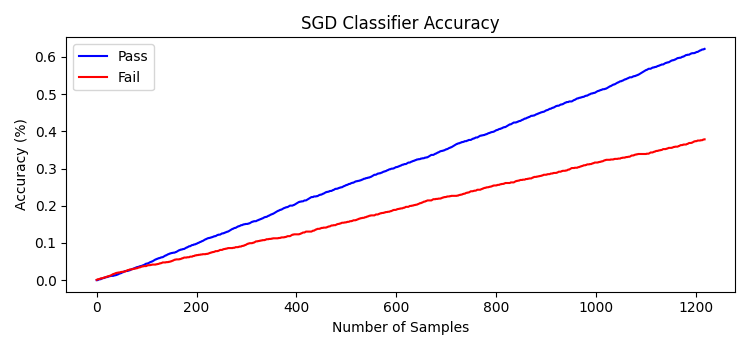 SGD Classifier Accuracy
Pass
Fail
Accuracy (%)
0.6
0.5
0.4
0.3
0.2
0.1
0.0
0 200 400 600 800 1000 1200
Number of Samples